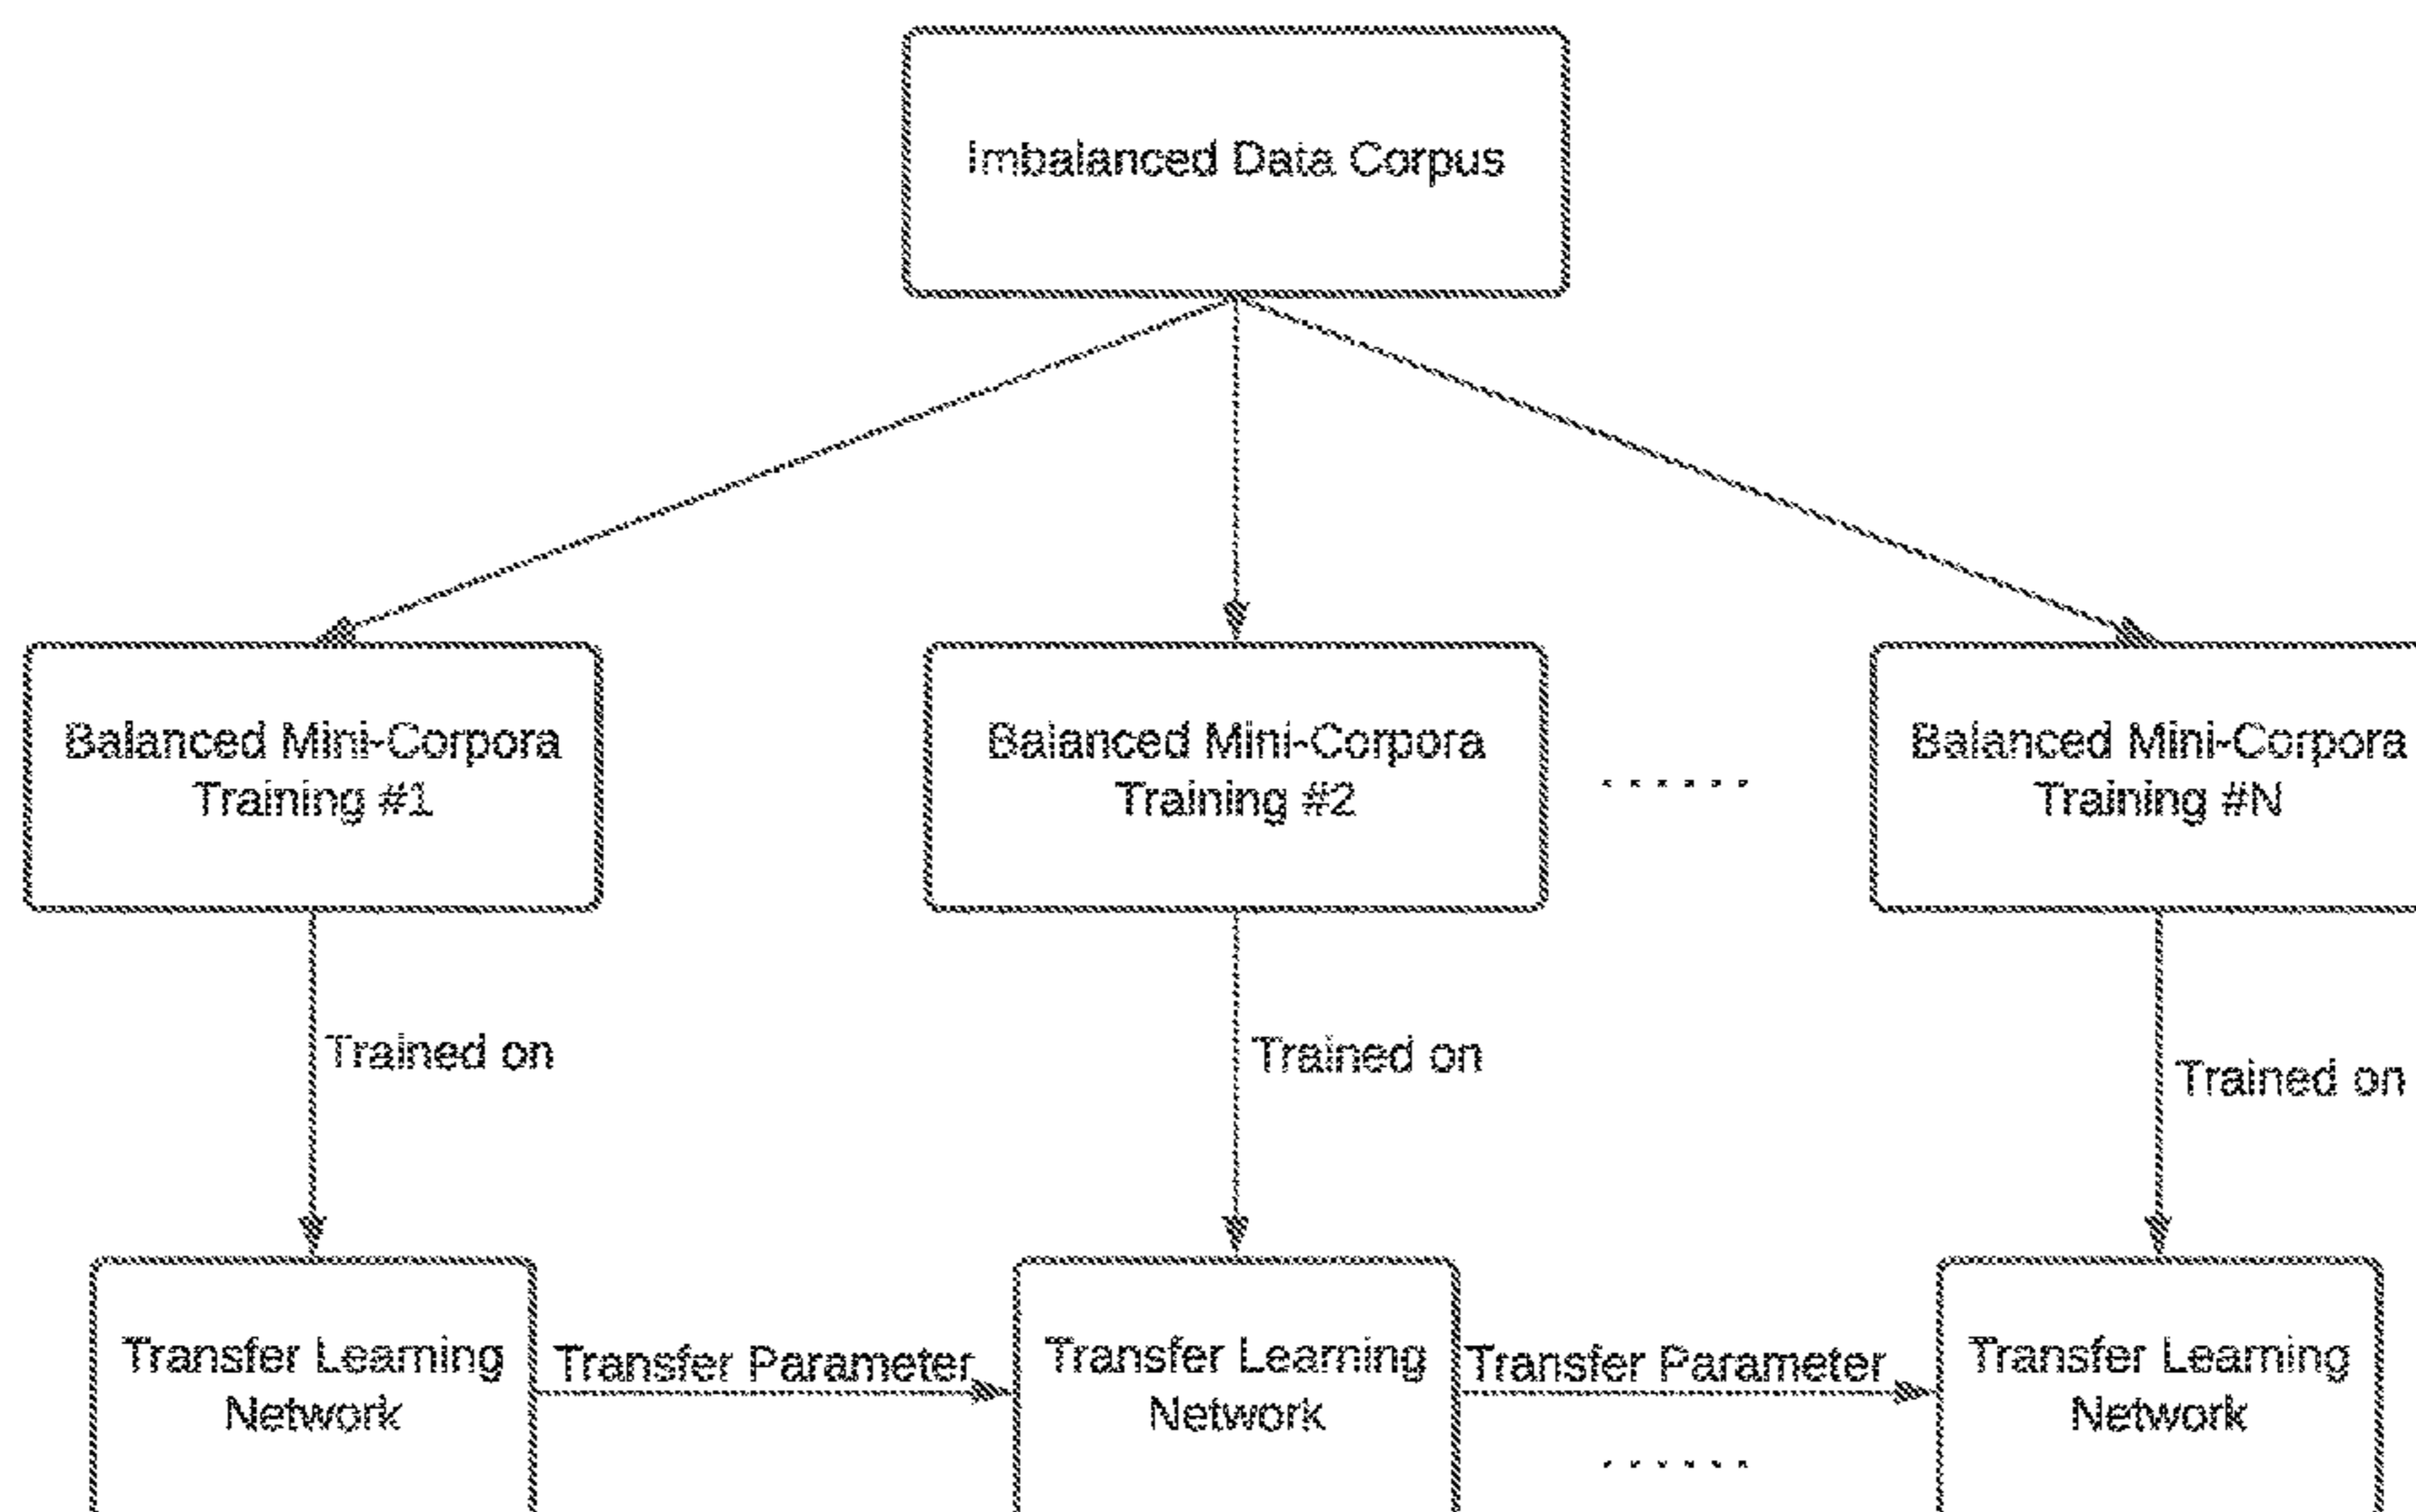 Imbalanced Data Corpus
Balanced Mini-Corpora
Training #1
Balanced Mini-Corpora
Training #2
......
Balanced Mini-Corpora
Training #N
Trained on
Trained on
Trained on
Transfer Learning
Network
Transfer Parameter
Transfer Learning
Network
Transfer Parameter
......
Transfer Learning
Network